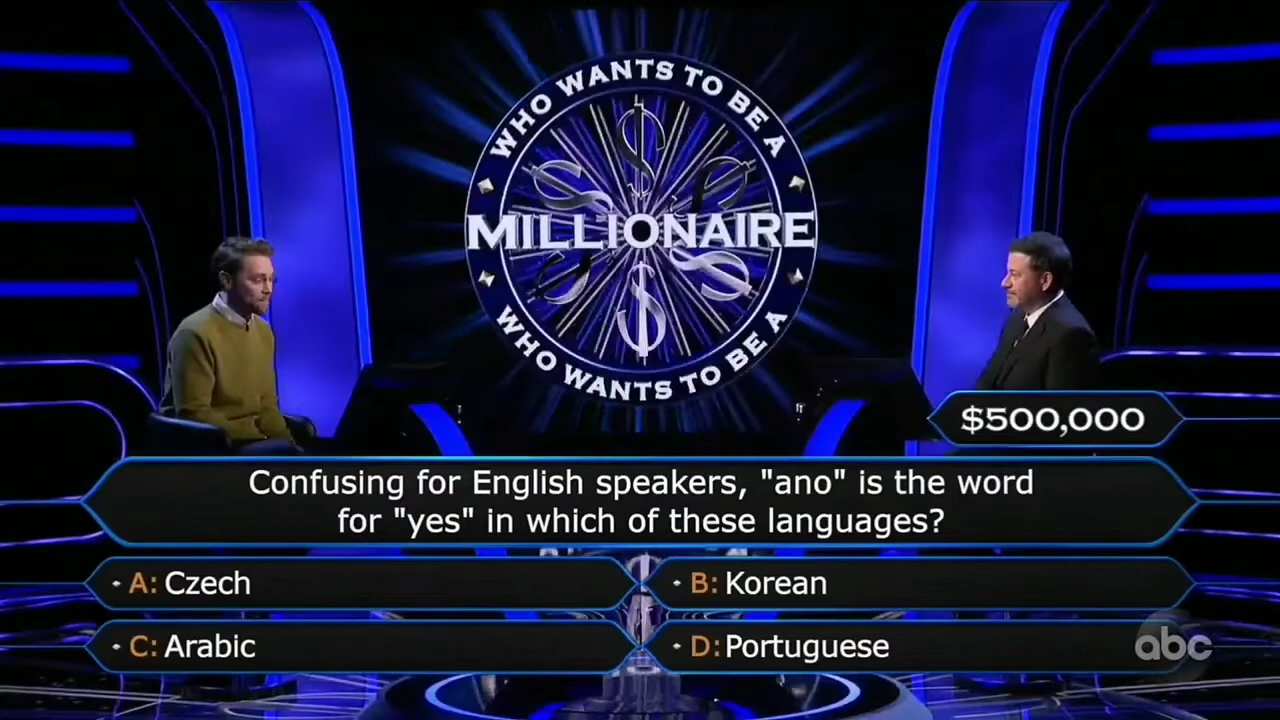 WHO WANTS TO BE A
MILLIONAIRE
WHO WANTS TO BE A
$500,000
Confusing for English speakers, "ano" is the word
for "yes" in which of these languages?
• A: Czech
• B: Korean
• C: Arabic
• D: Portuguese
abc